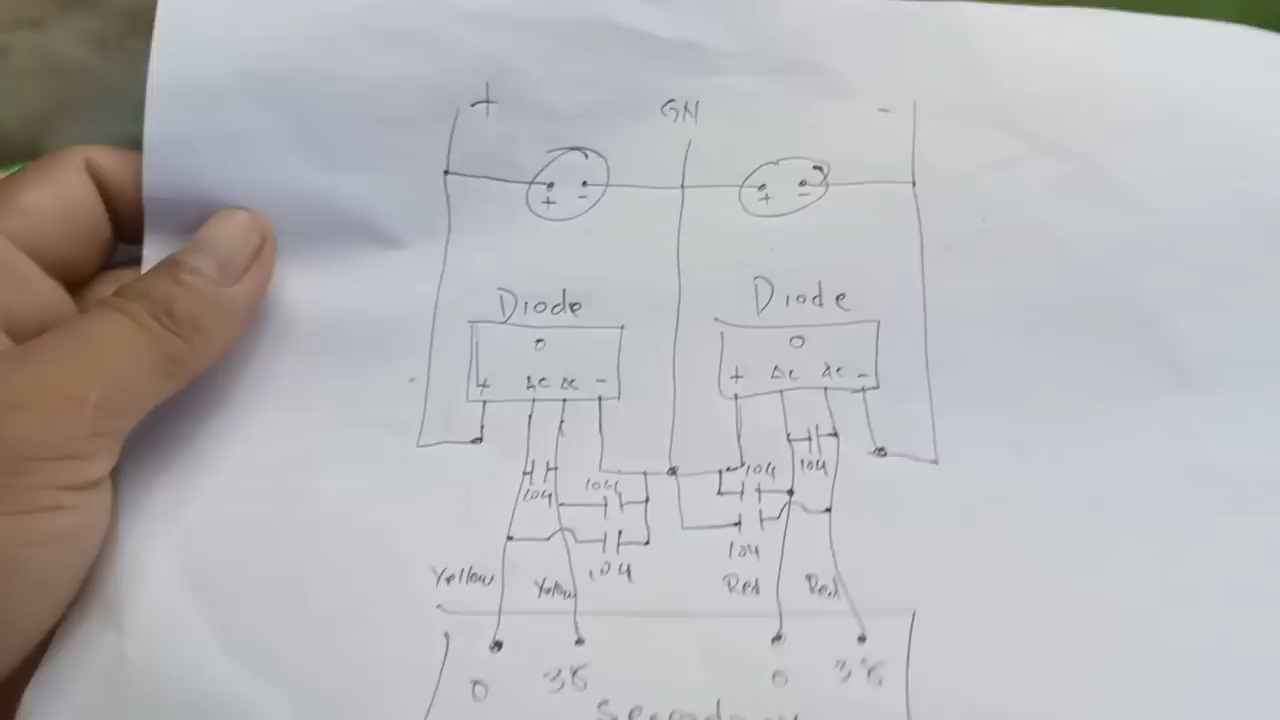 + GN -
+ - + -
Diode Diode
+ AC AC - + AC AC -
104 104 104 104
104 104
Yellow Yellow Red Red
0 36 0 36
Secondary